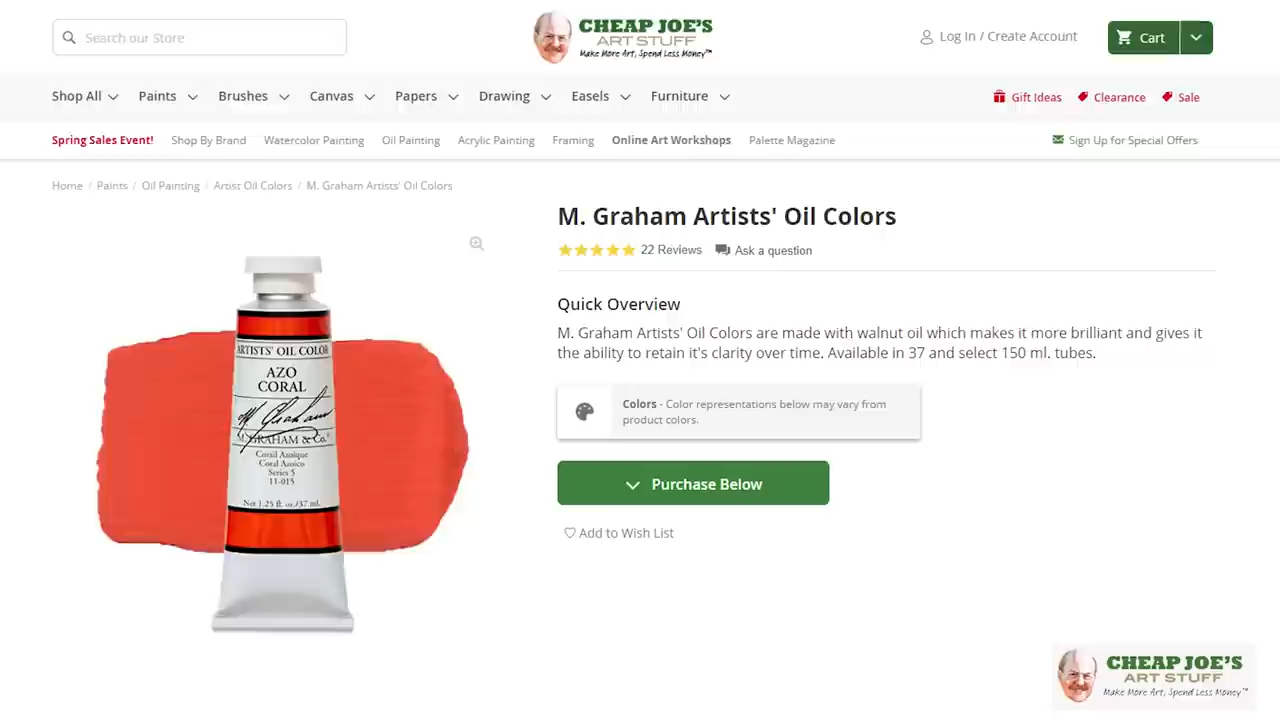 Search our Store
CHEAP JOE'S
ART STUFF
Make More Art, Spend Less Money™
Log In / Create Account
Cart
Shop All
Paints
Brushes
Canvas
Papers
Drawing
Easels
Furniture
Gift Ideas
Clearance
Sale
Spring Sales Event!
Shop By Brand
Watercolor Painting
Oil Painting
Acrylic Painting
Framing
Online Art Workshops
Palette Magazine
Sign Up for Special Offers
Home / Paints / Oil Painting / Artist Oil Colors / M. Graham Artists' Oil Colors
M. Graham Artists' Oil Colors
22 Reviews
Ask a question
Quick Overview
M. Graham Artists' Oil Colors are made with walnut oil which makes it more brilliant and gives it
the ability to retain it's clarity over time. Available in 37 and select 150 ml. tubes.
Colors - Color representations below may vary from
product colors.
Purchase Below
Add to Wish List
ARTISTS' OIL COLOR
AZO
CORAL
M. Graham
M. GRAHAM & Co.®
Corail Azoïque
Coral Azoico
Series 5
11-015
Net 1.25 fl. oz/37 ml.
CHEAP JOE'S
ART STUFF
Make More Art, Spend Less Money™